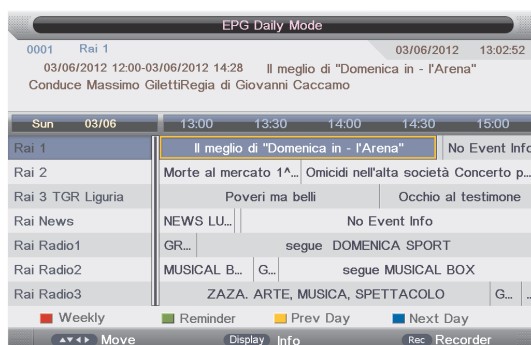 EPG Daily Mode
0001 Rai 1 03/06/2012 13:02:52
03/06/2012 12:00-03/06/2012 14:28 Il meglio di "Domenica in - l'Arena"
Conduce Massimo GilettiRegia di Giovanni Caccamo
Sun 03/06 13:00 13:30 14:00 14:30 15:00
Rai 1 Il meglio di "Domenica in - l'Arena" No Event Info
Rai 2 Morte al mercato 1^... Omicidi nell'alta società Concerto p...
Rai 3 TGR Liguria Poveri ma belli Occhio al testimone
Rai News NEWS LU... No Event Info
Rai Radio1 GR... segue DOMENICA SPORT
Rai Radio2 MUSICAL B... G... segue MUSICAL BOX
Rai Radio3 ZAZA. ARTE, MUSICA, SPETTACOLO G... ..
Weekly Reminder Prev Day Next Day
Move Display Info Rec Recorder